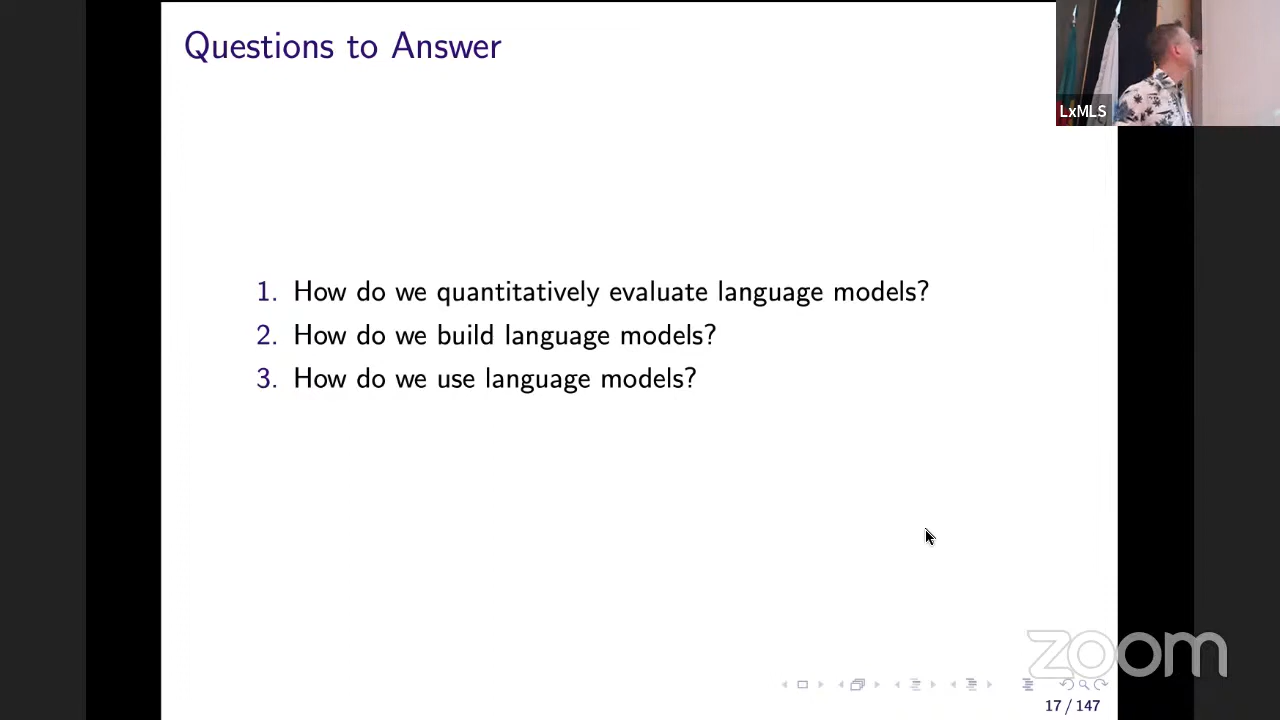 Questions to Answer
LxMLS
1. How do we quantitatively evaluate language models?
2. How do we build language models?
3. How do we use language models?
zoom
17 / 147